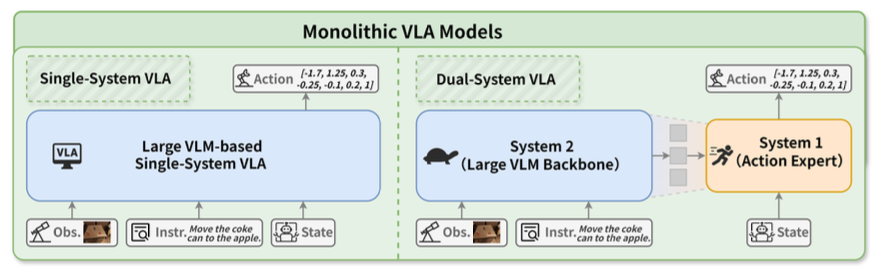 Monolithic VLA Models
Single-System VLA
Action [-1.7, 1.25, 0.3,
-0.25, -0.1, 0.2, 1]
VLA
Large VLM-based
Single-System VLA
Obs.
Instr. Move the coke
can to the apple.
State
Dual-System VLA
Action [-1.7, 1.25, 0.3,
-0.25, -0.1, 0.2, 1]
System 2
(Large VLM Backbone)
System 1
(Action Expert)
Obs.
Instr. Move the coke
can to the apple.
State